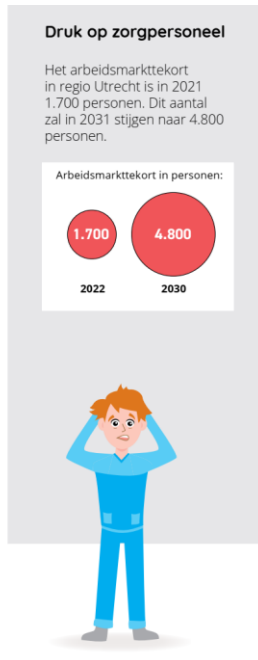 Druk op zorgpersoneel
Het arbeidsmarkttekort
in regio Utrecht is in 2021
1.700 personen. Dit aantal
zal in 2031 stijgen naar 4.800
personen.
Arbeidsmarkttekort in personen:
1.700 4.800
2022 2030